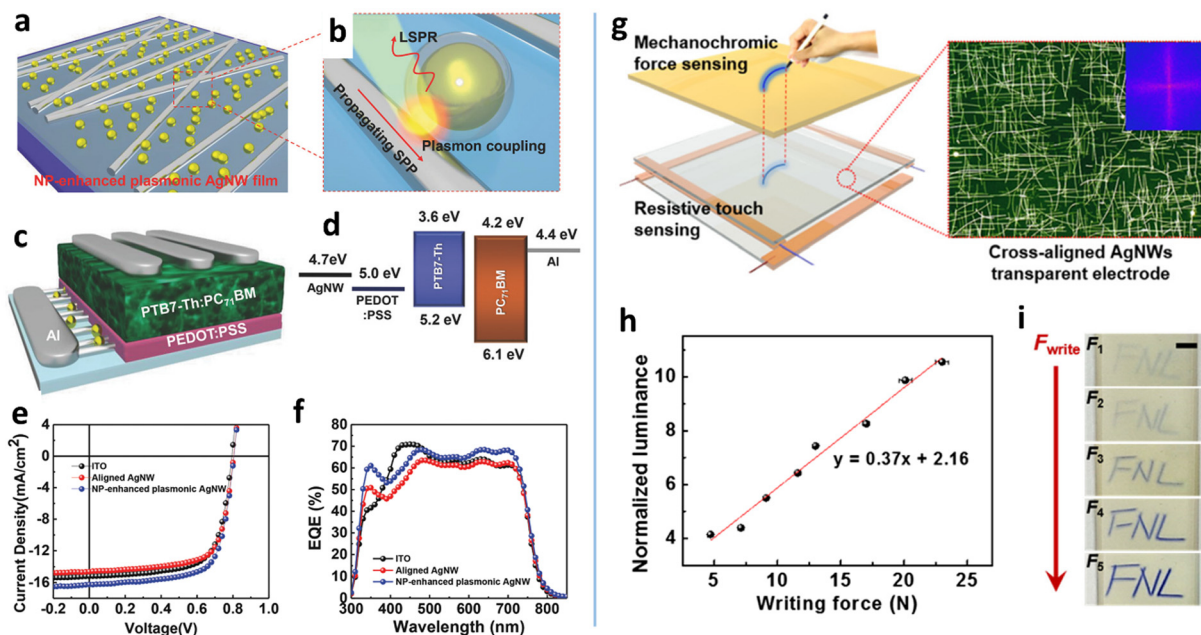 a
LSPR
Propagating SPP
Plasmon coupling
NP-enhanced plasmonic AgNW film
b
c
Al
PTB7-Th:PC71BM
PEDOT:PSS
d
3.6 eV
4.2 eV
4.4 eV
Al
4.7eV
AgNW
5.0 eV
PEDOT
:PSS
PTB7-Th
5.2 eV
PC71BM
6.1 eV
e
Current Density(mA/cm2)
4
0
-4
-8
-12
-16
ITO
Aligned AgNW
NP-enhanced plasmonic AgNW
-0.2 0.0 0.2 0.4 0.6 0.8 1.0
Voltage(V)
f
EQE (%)
80
70
60
50
40
30
20
10
0
ITO
Aligned AgNW
NP-enhanced plasmonic AgNW
300 400 500 600 700 800
Wavelength (nm)
g
Mechanochromic
force sensing
Resistive touch
sensing
Cross-aligned AgNWs
transparent electrode
h
Normalized luminance
10
8
6
4
y = 0.37x + 2.16
5 10 15 20 25
Writing force (N)
i
Fwrite
F1
FNL
F2
FNL
F3
FNL
F4
FNL
F5
FNL